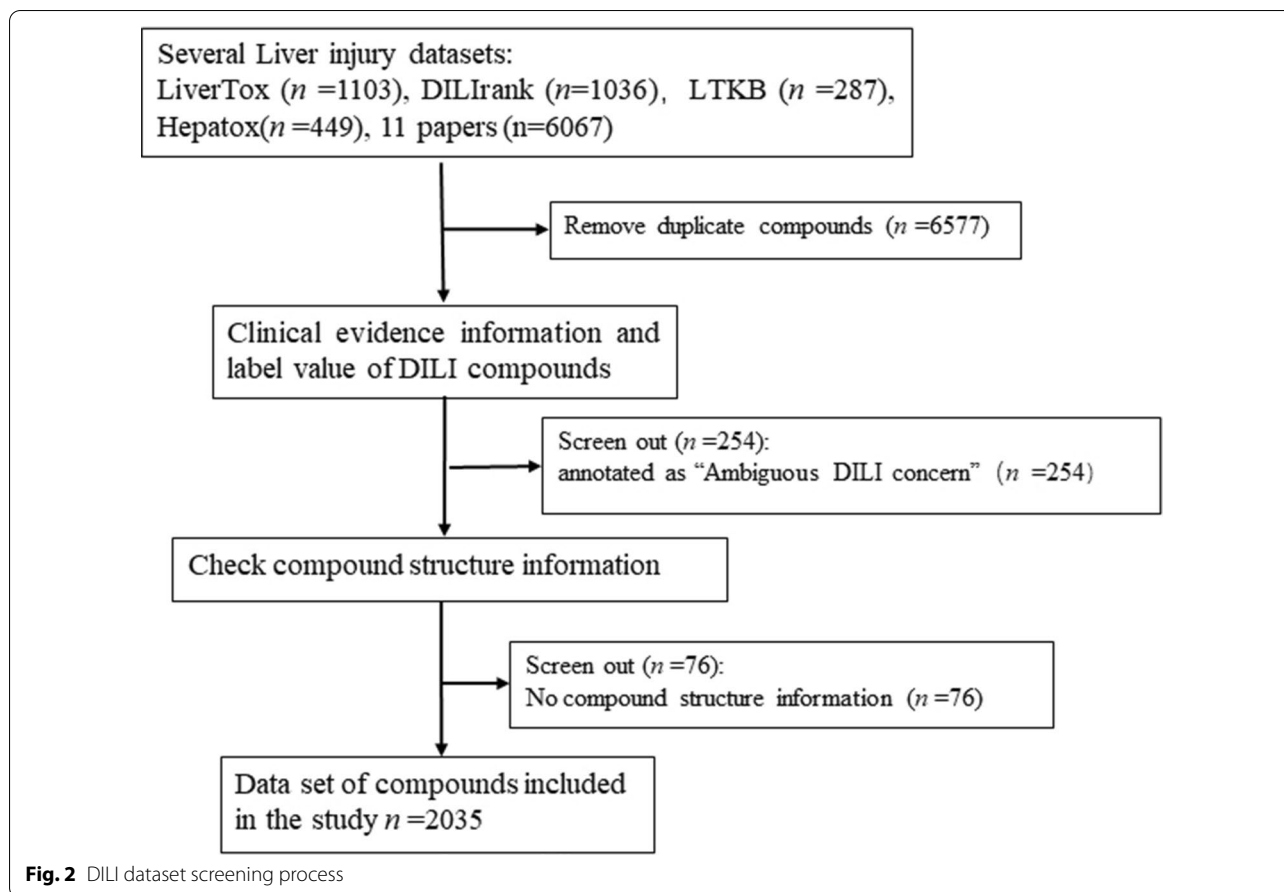 Several Liver injury datasets:
LiverTox (n =1103), DILIrank (n=1036), LTKB (n =287),
Hepatox(n =449), 11 papers (n=6067)
Remove duplicate compounds (n =6577)
Clinical evidence information and
label value of DILI compounds
Screen out (n =254):
annotated as “Ambiguous DILI concern” (n =254)
Check compound structure information
Screen out (n =76):
No compound structure information (n =76)
Data set of compounds included
in the study n =2035
Fig. 2 DILI dataset screening process